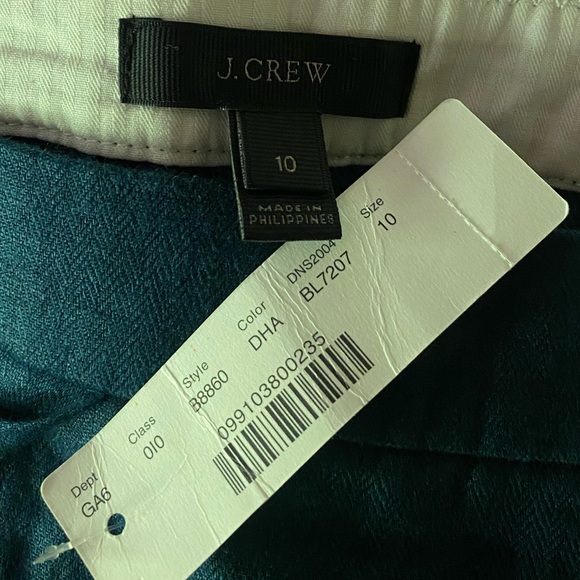 J.CREW
10
MADE IN
PHILIPPINES
Dept Class Style Color DNS2004 Size
GA6 010 B8860 DHA BL7207 10
099103800235